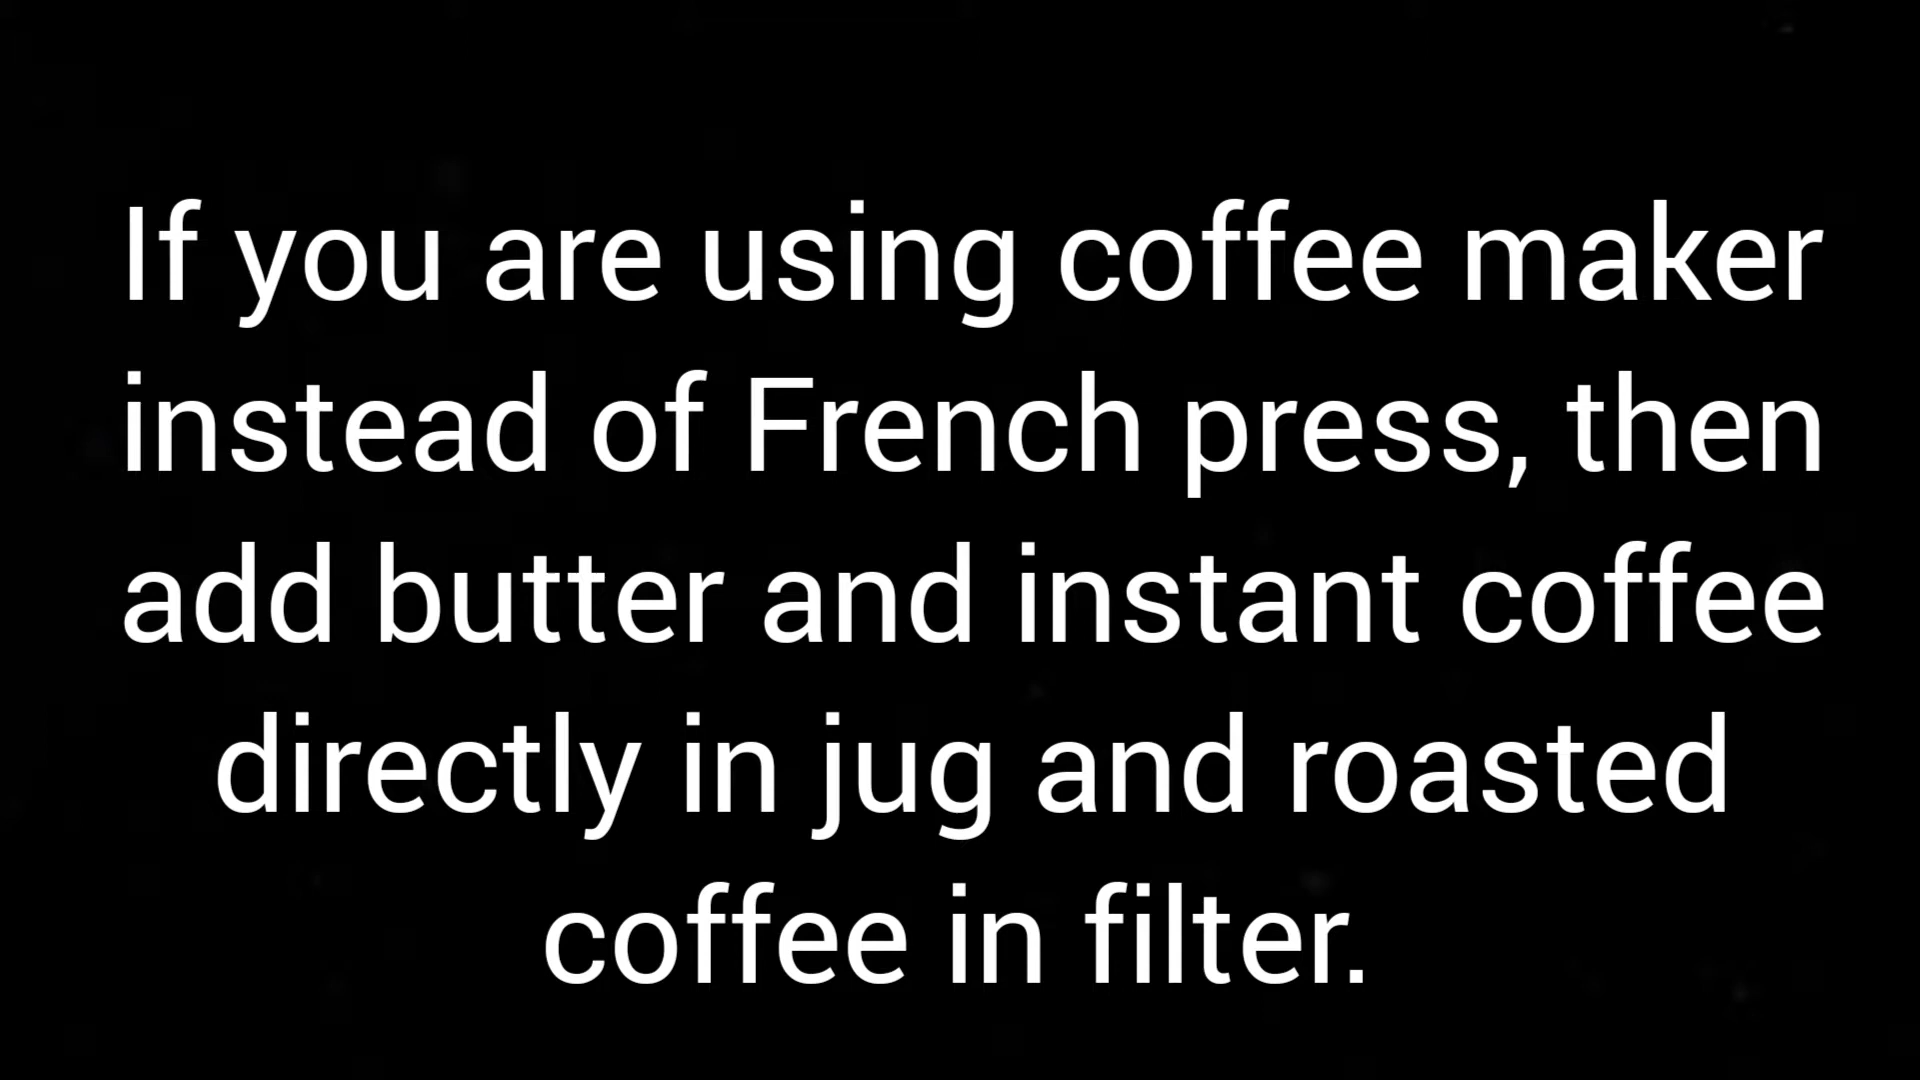 If you are using coffee maker
instead of French press, then
add butter and instant coffee
directly in jug and roasted
coffee in filter.